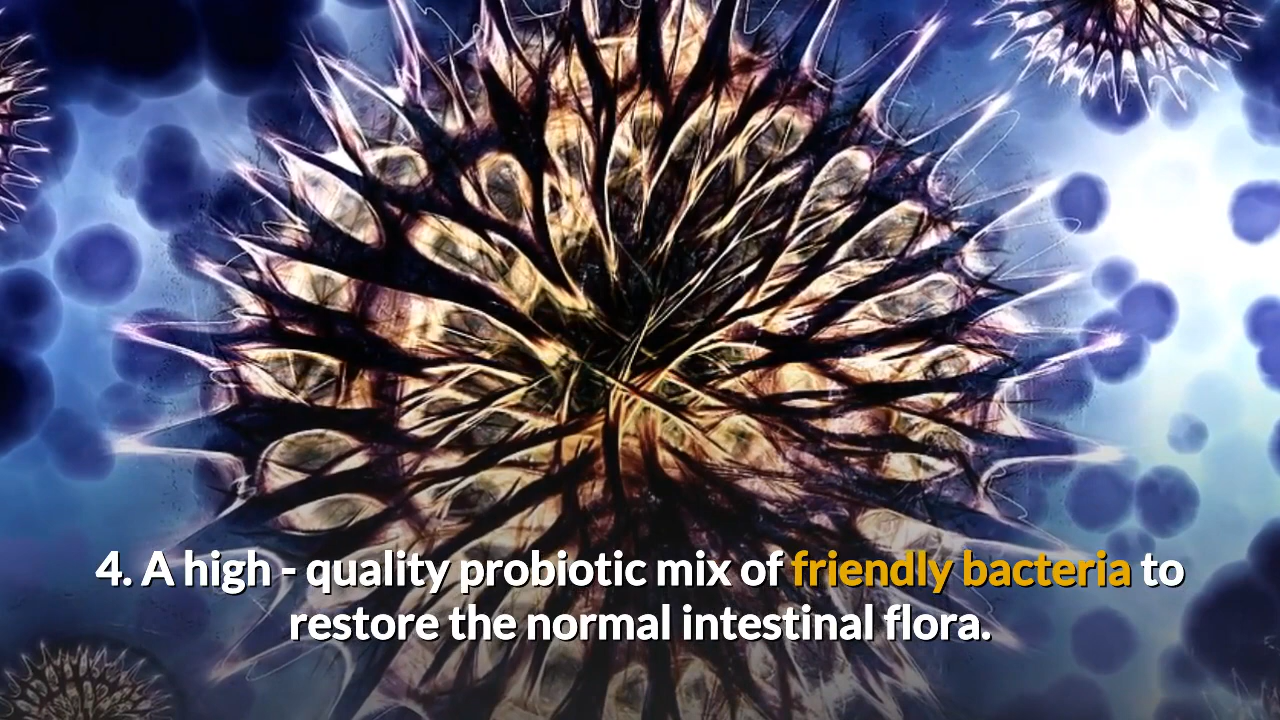 4. A high - quality probiotic mix of friendly bacteria to
restore the normal intestinal flora.